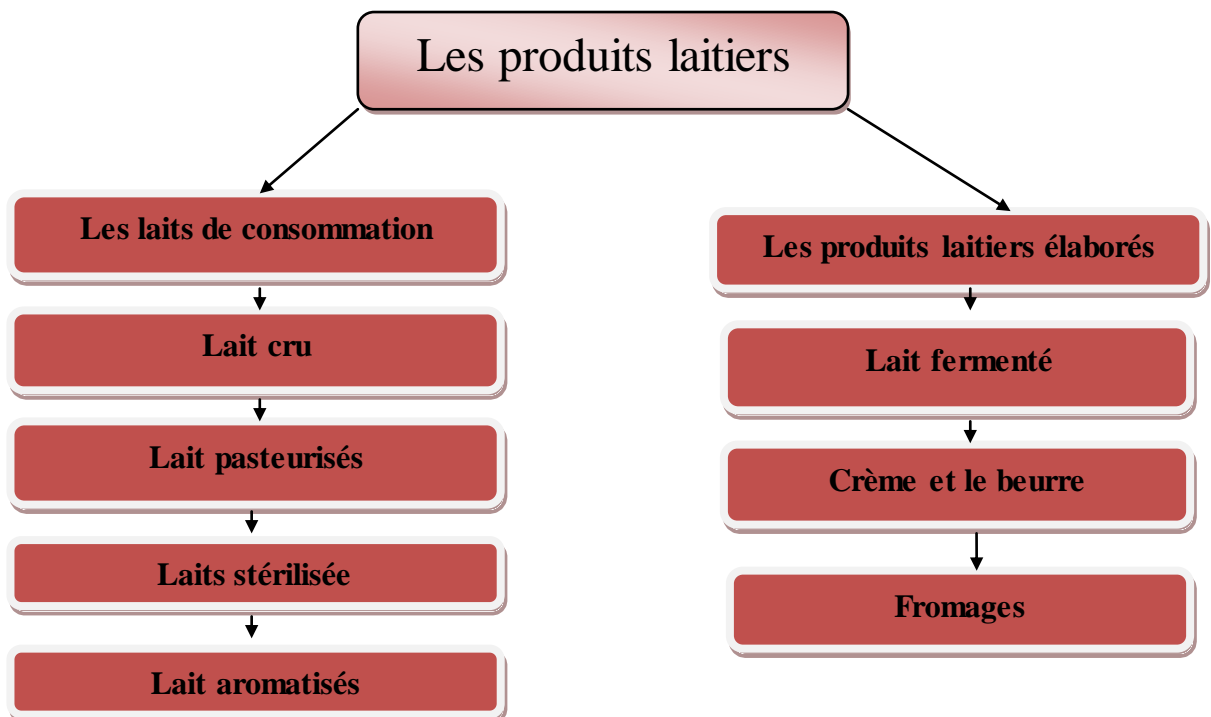 Les produits laitiers
Les laits de consommation
Lait cru
Lait pasteurisés
Laits stérilisée
Lait aromatisés
Les produits laitiers élaborés
Lait fermenté
Crème et le beurre
Fromages